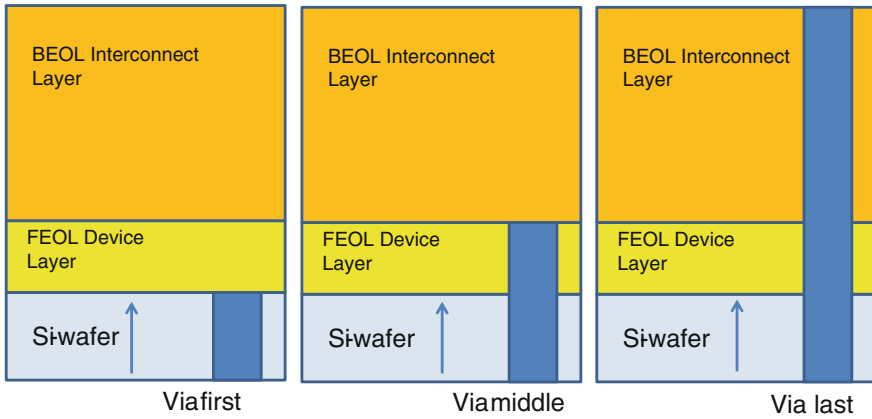 BEOL Interconnect
Layer
FEOL Device
Layer
Si-wafer
Viafirst
BEOL Interconnect
Layer
FEOL Device
Layer
Si-wafer
Viamiddle
BEOL Interconnect
Layer
FEOL Device
Layer
Si-wafer
Via last